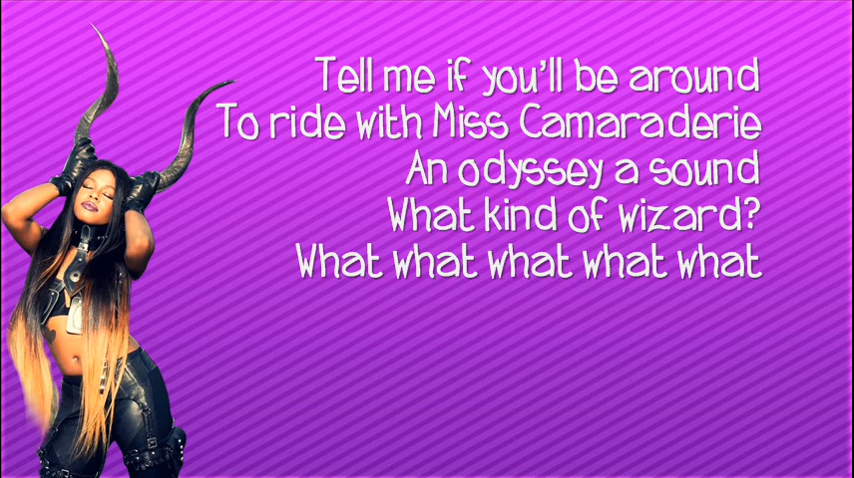 Tell me if you'll be around
To ride with Miss Camaraderie
An odyssey a sound
What kind of wizard?
What what what what what